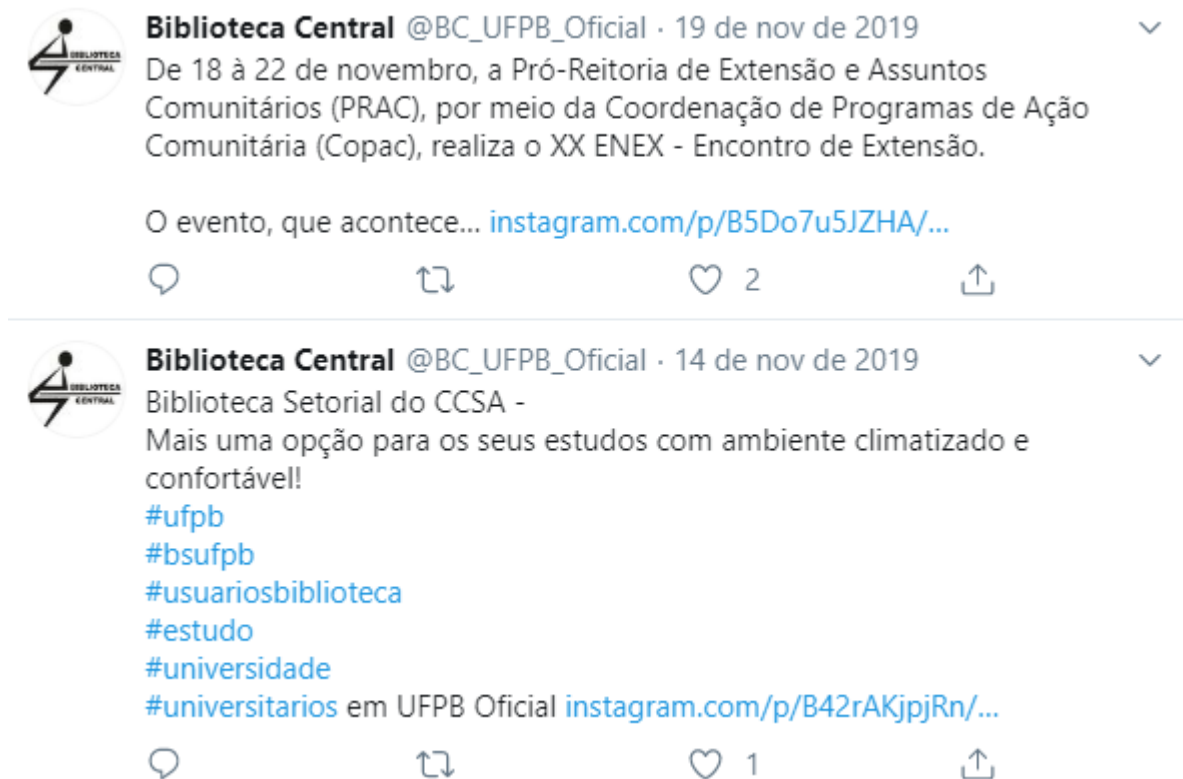 BIBLIOTECA
CENTRAL
Biblioteca Central @BC_UFPB_Oficial · 19 de nov de 2019
De 18 à 22 de novembro, a Pró-Reitoria de Extensão e Assuntos
Comunitários (PRAC), por meio da Coordenação de Programas de Ação
Comunitária (Copac), realiza o XX ENEX - Encontro de Extensão.
O evento, que acontece... instagram.com/p/B5Do7u5JZHA/...
2
BIBLIOTECA
CENTRAL
Biblioteca Central @BC_UFPB_Oficial · 14 de nov de 2019
Biblioteca Setorial do CCSA -
Mais uma opção para os seus estudos com ambiente climatizado e
confortável!
#ufpb
#bsufpb
#usuariosbiblioteca
#estudo
#universidade
#universitarios em UFPB Oficial instagram.com/p/B42rAKjpjRn/...
1